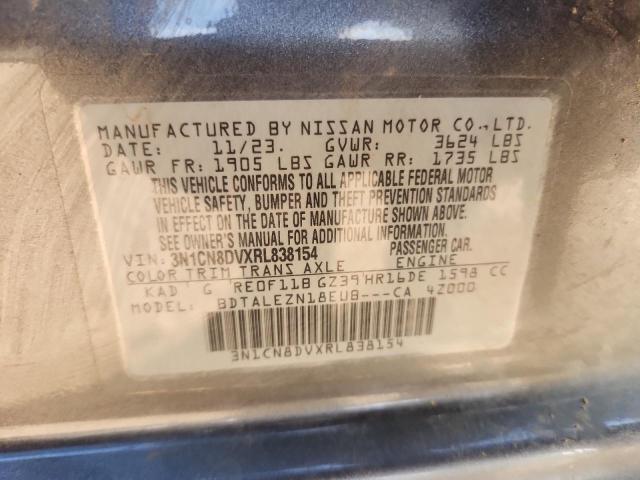 MANUFACTURED BY NISSAN MOTOR CO.,LTD.
DATE: 11/23. GVWR: 3624 LBS
GAWR FR: 1905 LBS GAWR RR: 1735 LBS
THIS VEHICLE CONFORMS TO ALL APPLICABLE FEDERAL MOTOR
VEHICLE SAFETY, BUMPER AND THEFT PREVENTION STANDARDS
IN EFFECT ON THE DATE OF MANUFACTURE SHOWN ABOVE.
SEE OWNER'S MANUAL FOR ADDITIONAL INFORMATION
VIN: 3N1CN8DVXRL838154 PASSENGER CAR.
COLOR TRIM TRANS AXLE ENGINE
KAD G RE0F11B GZ39 HR16DE 1598 CC
MODEL: BDTALEZN18EUB---CA 42000
3N1CN8DVXRL838154